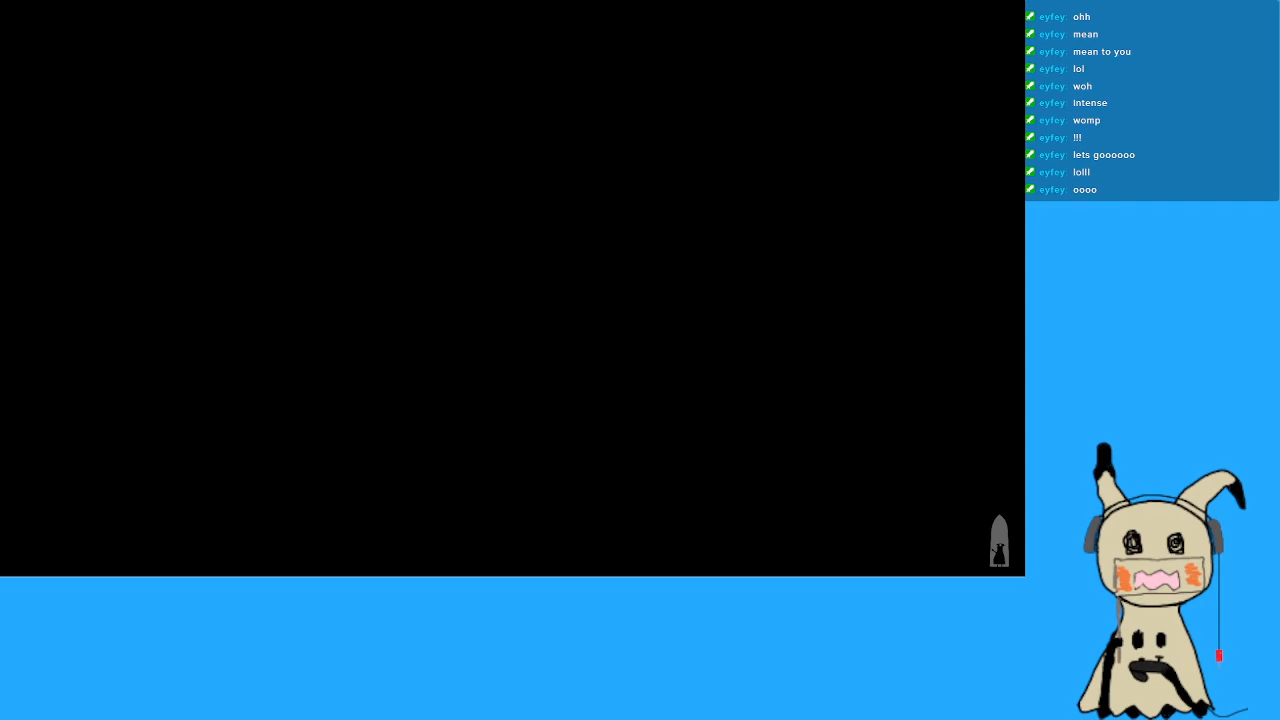 eyfey: ohh
eyfey: mean
eyfey: mean to you
eyfey: lol
eyfey: woh
eyfey: intense
eyfey: womp
eyfey: !!!
eyfey: lets goooooo
eyfey: lolll
eyfey: oooo